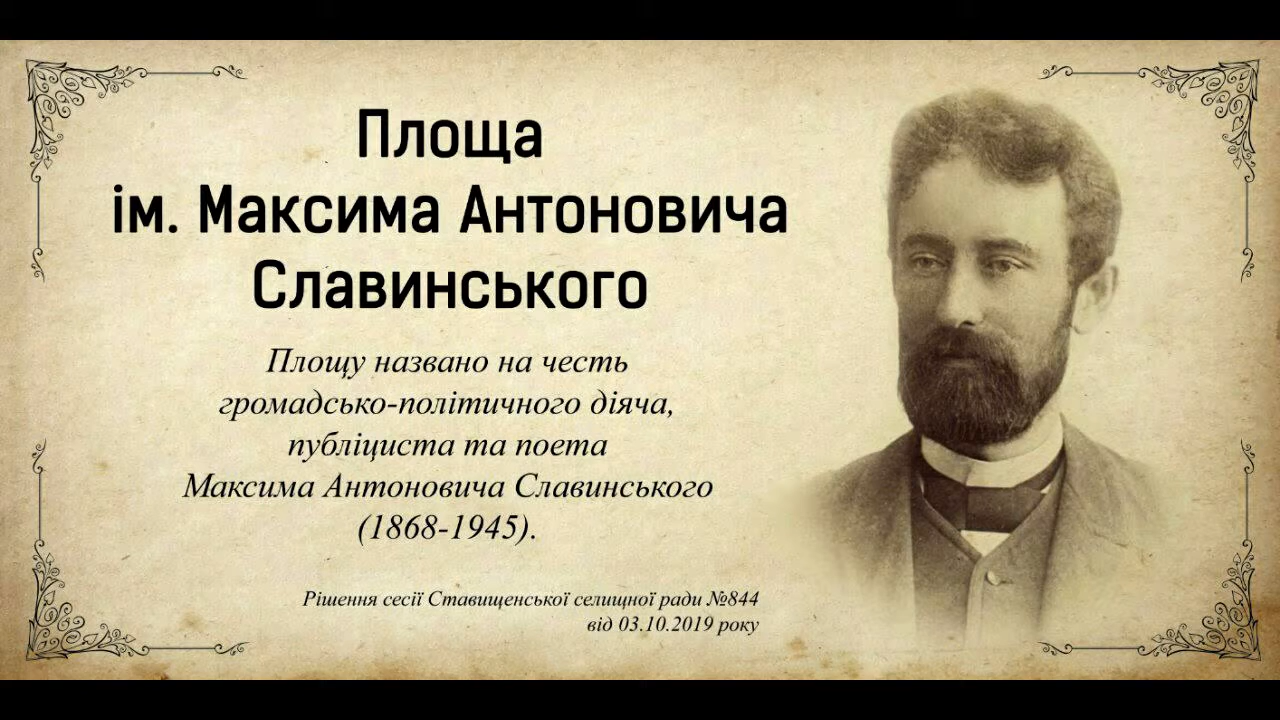 Площа
ім. Максима Антоновича
Славинського
Площу названо на честь
громадсько-політичного діяча,
публіциста та поета
Максима Антоновича Славинського
(1868-1945).
Рішення сесії Ставищенської селищної ради №844
від 03.10.2019 року